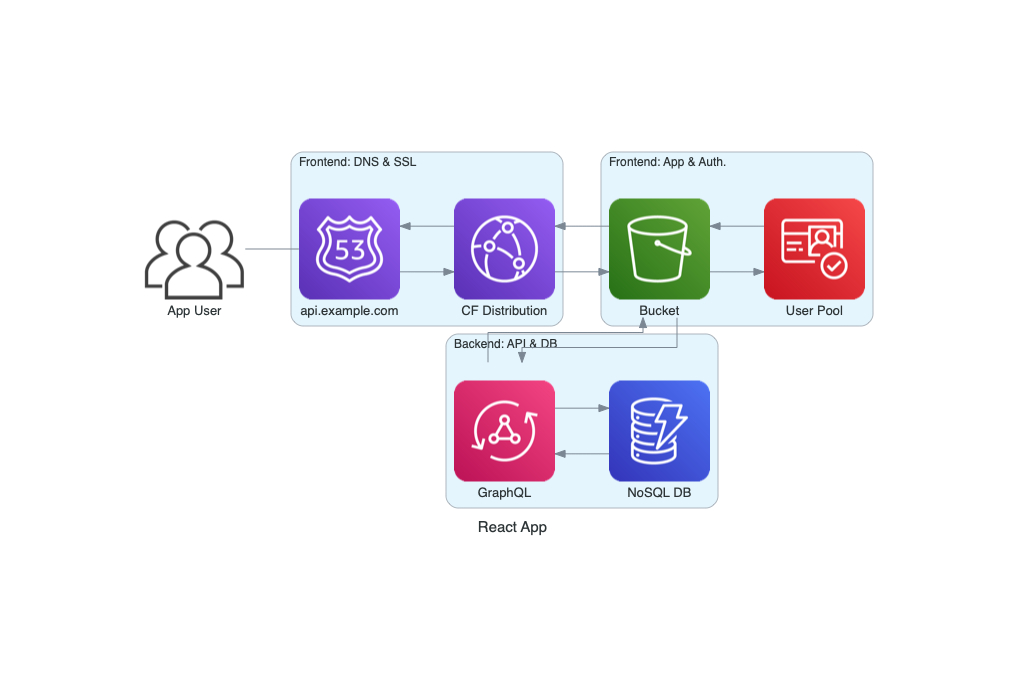 Frontend: DNS & SSL
Frontend: App & Auth.
53
App User
api.example.com
CF Distribution
Bucket
User Pool
Backend: API & DB
GraphQL
NoSQL DB
React App